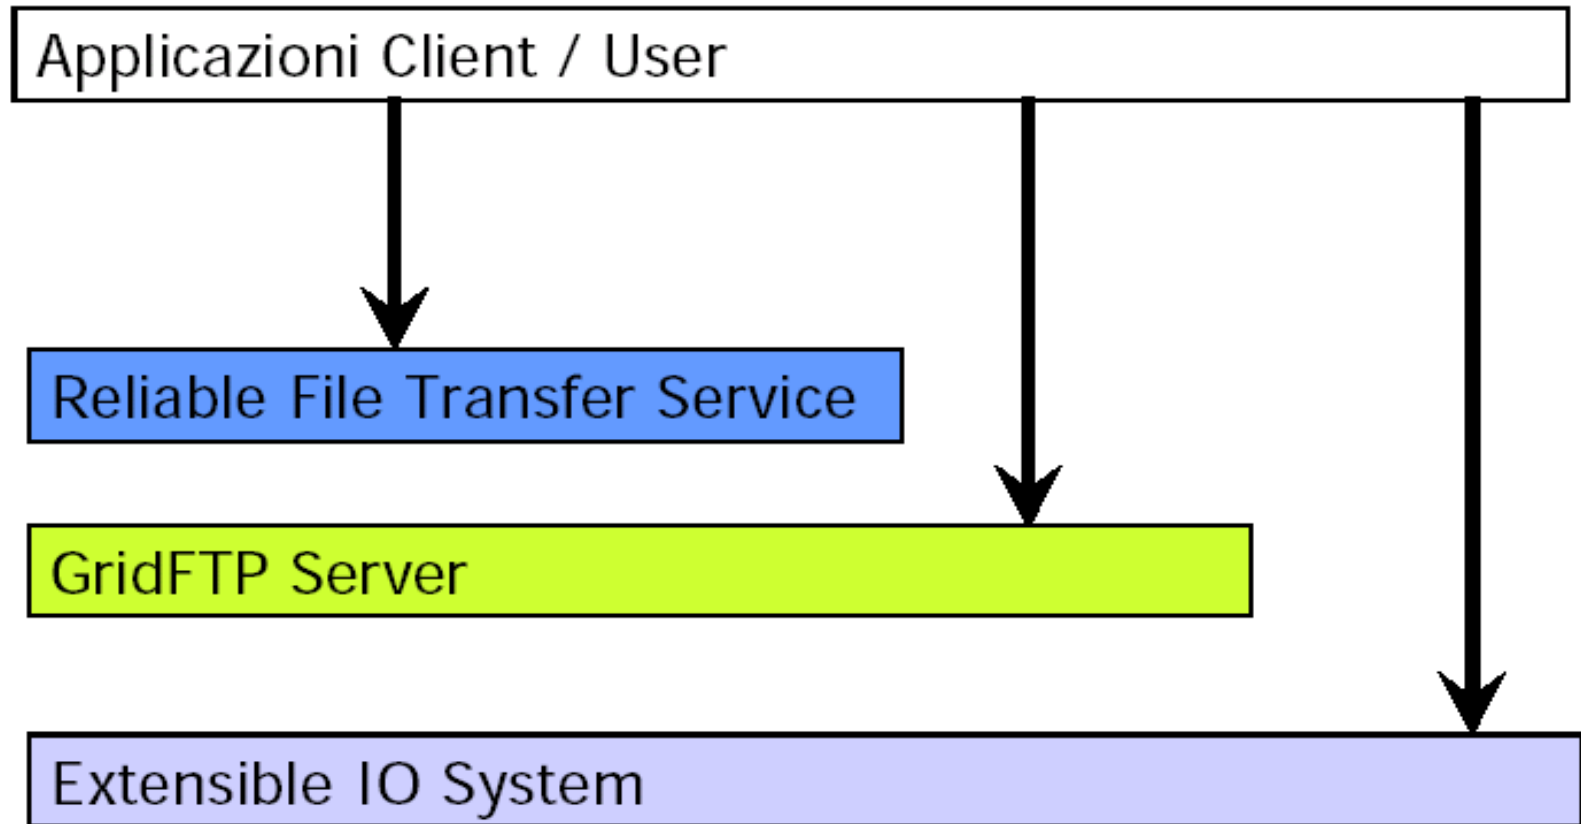 Applicazioni Client / User
Reliable File Transfer Service
GridFTP Server
Extensible IO System